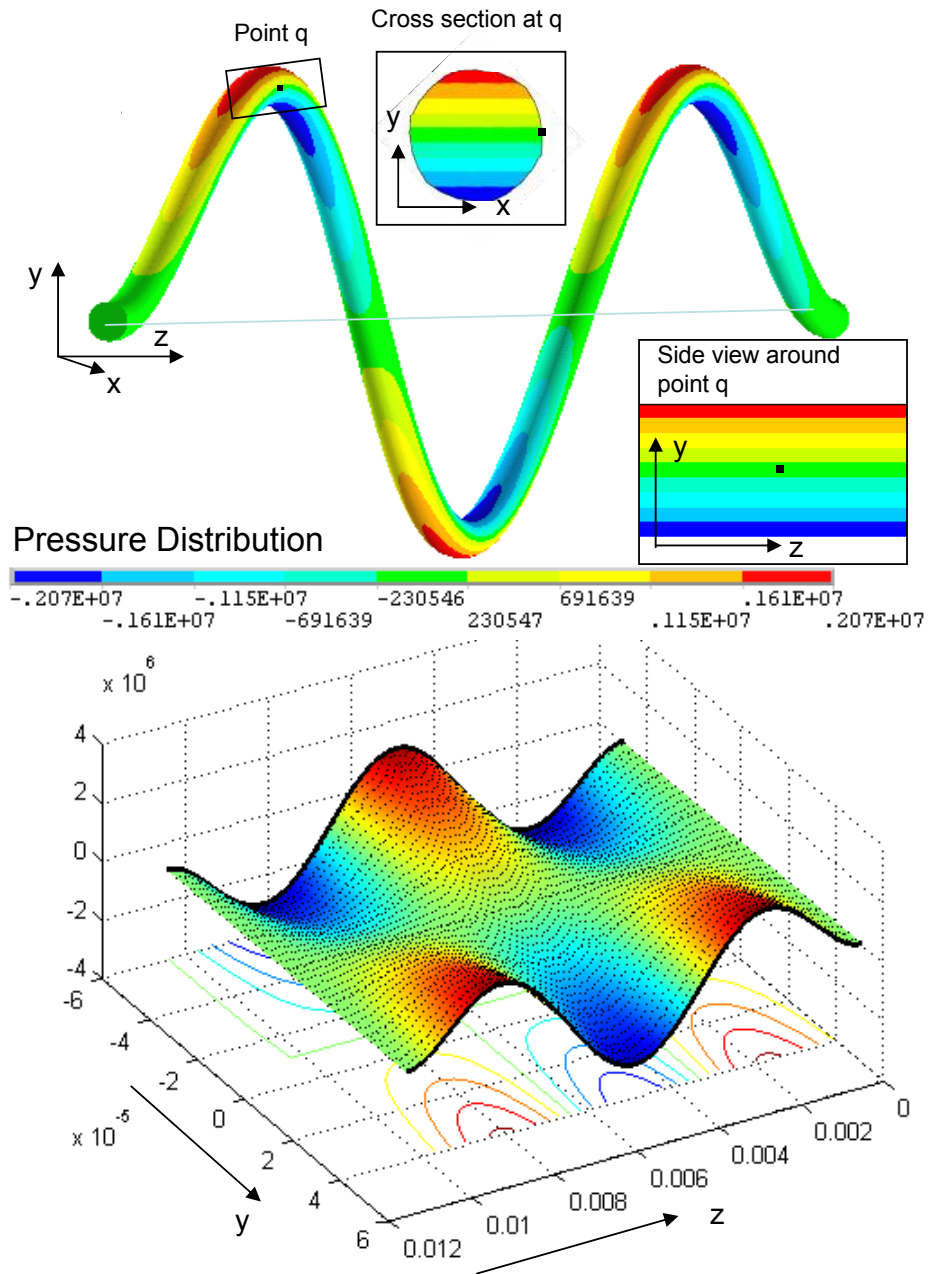 Point q
Cross section at q
y
x
y
z
x
Side view around
point q
y
z
Pressure Distribution
-.207E+07 -.115E+07 -230546 691639 .161E+07
-.161E+07 -691639 230547 .115E+07 .207E+07
x 10^6
4
2
0
-2
-4
-6
-4
-2
0
2
4
6
x 10^-5
y
0.012
0.01
0.008
0.006
0.004
0.002
0
z